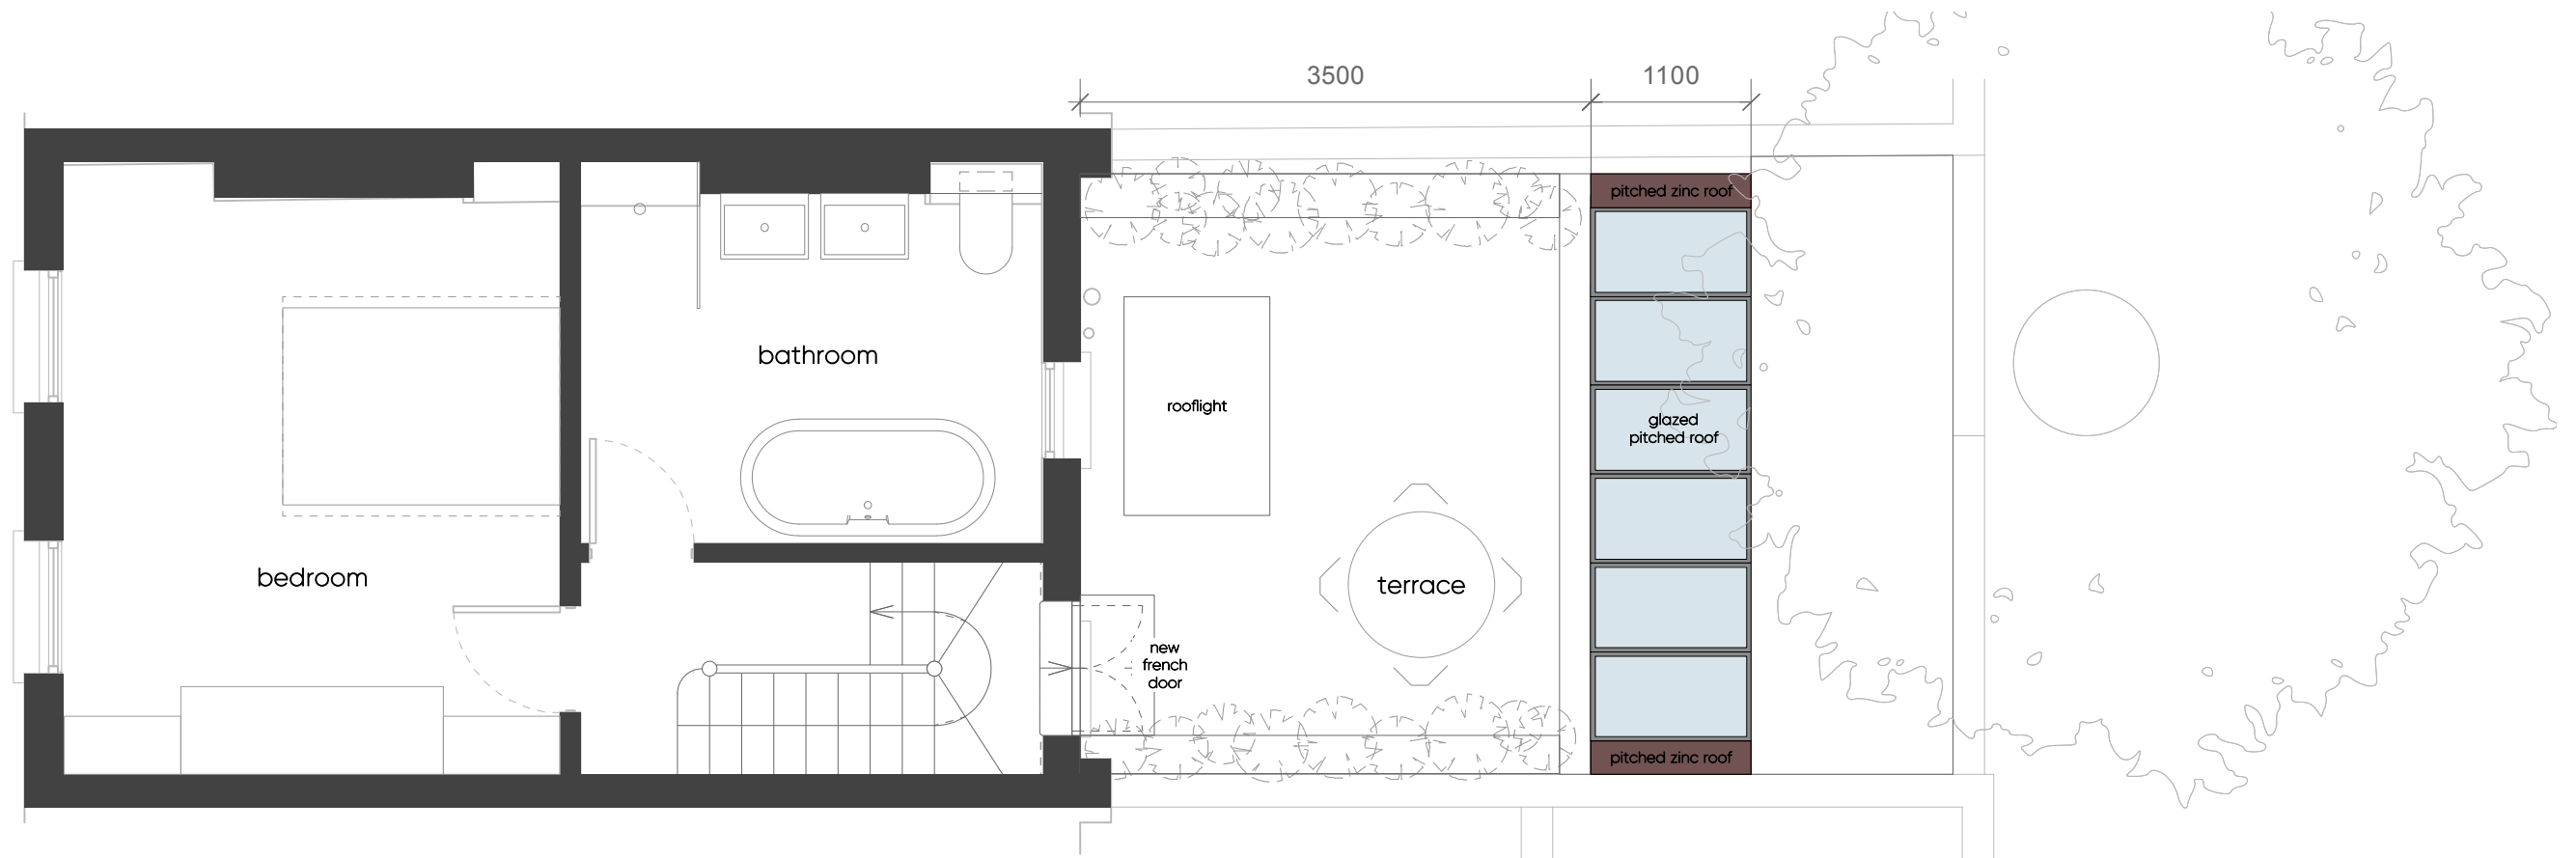 3500
1100
pitched zinc roof
bathroom
rooflight
glazed
pitched roof
bedroom
terrace
new
french
door
pitched zinc roof